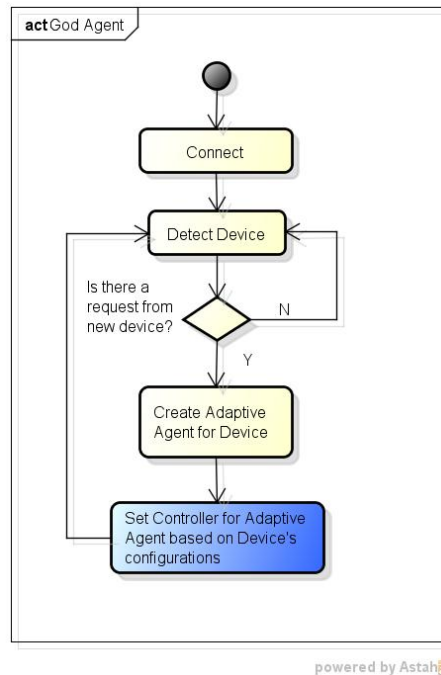 act God Agent
Connect
Detect Device
Is there a
request from
new device?
N
Y
Create Adaptive
Agent for Device
Set Controller for Adaptive
Agent based on Device's
configurations
powered by Astah